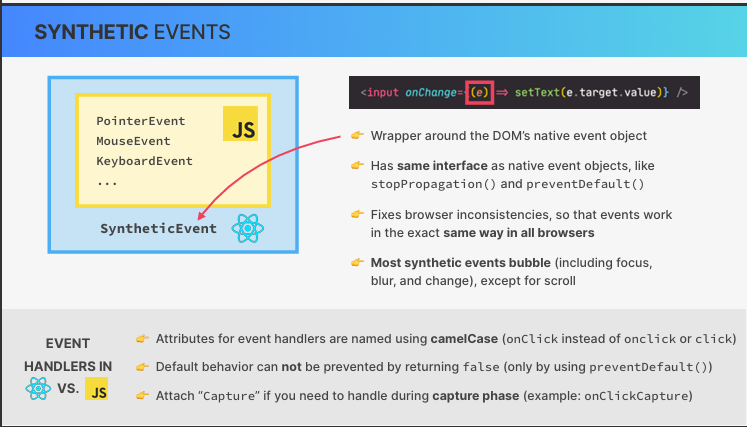 SYNTHETIC EVENTS
PointerEvent
MouseEvent
KeyboardEvent
...
JS
SyntheticEvent
<input onChange={(e) => setText(e.target.value)} />
👉 Wrapper around the DOM’s native event object
👉 Has same interface as native event objects, like
stopPropagation() and preventDefault()
👉 Fixes browser inconsistencies, so that events work
in the exact same way in all browsers
👉 Most synthetic events bubble (including focus,
blur, and change), except for scroll
EVENT
HANDLERS IN
VS. JS
👉 Attributes for event handlers are named using camelCase (onClick instead of onclick or click)
👉 Default behavior can not be prevented by returning false (only by using preventDefault())
👉 Attach “Capture” if you need to handle during capture phase (example: onClickCapture)